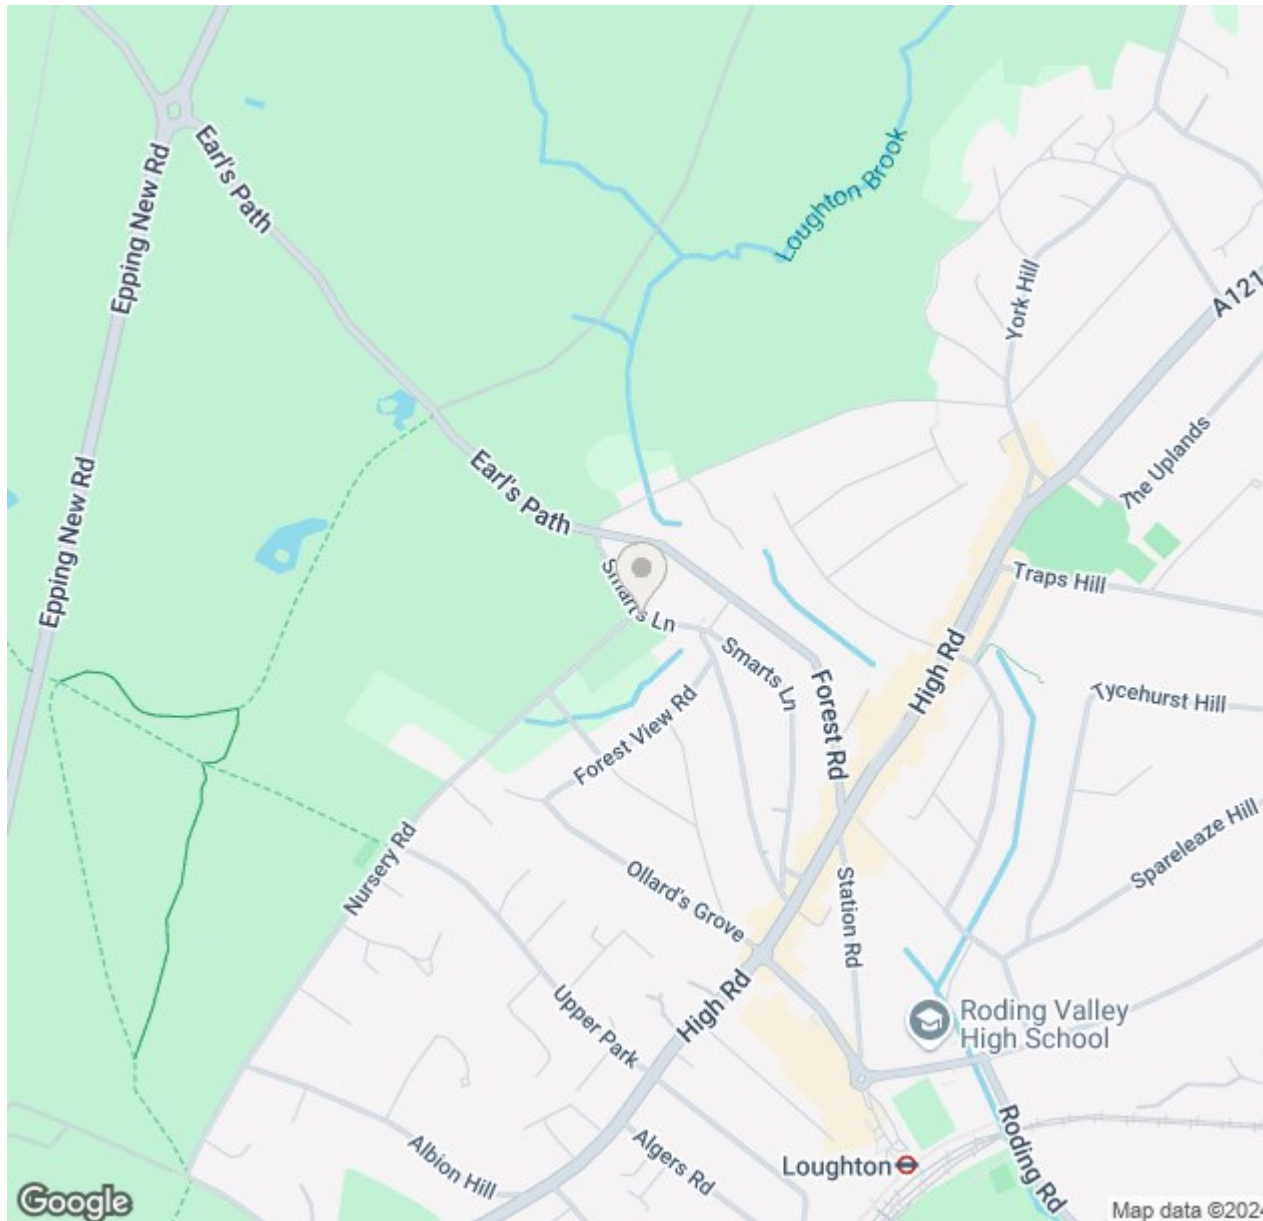 Earl's Path
Epping New Rd
Loughton Brook
York Hill
A121
The Uplands
Epping New Rd
Earl's Path
Traps Hill
Smarts Ln
Smarts Ln
High Rd
Tycehurst Hill
Forest Rd
Forest View Rd
Spareleaze Hill
Nursery Rd
Ollard's Grove
Station Rd
High Rd
Roding Valley
High School
Upper Park
Roding Rd
Albion Hill
Algers Rd
Loughton
Google
Map data ©2024